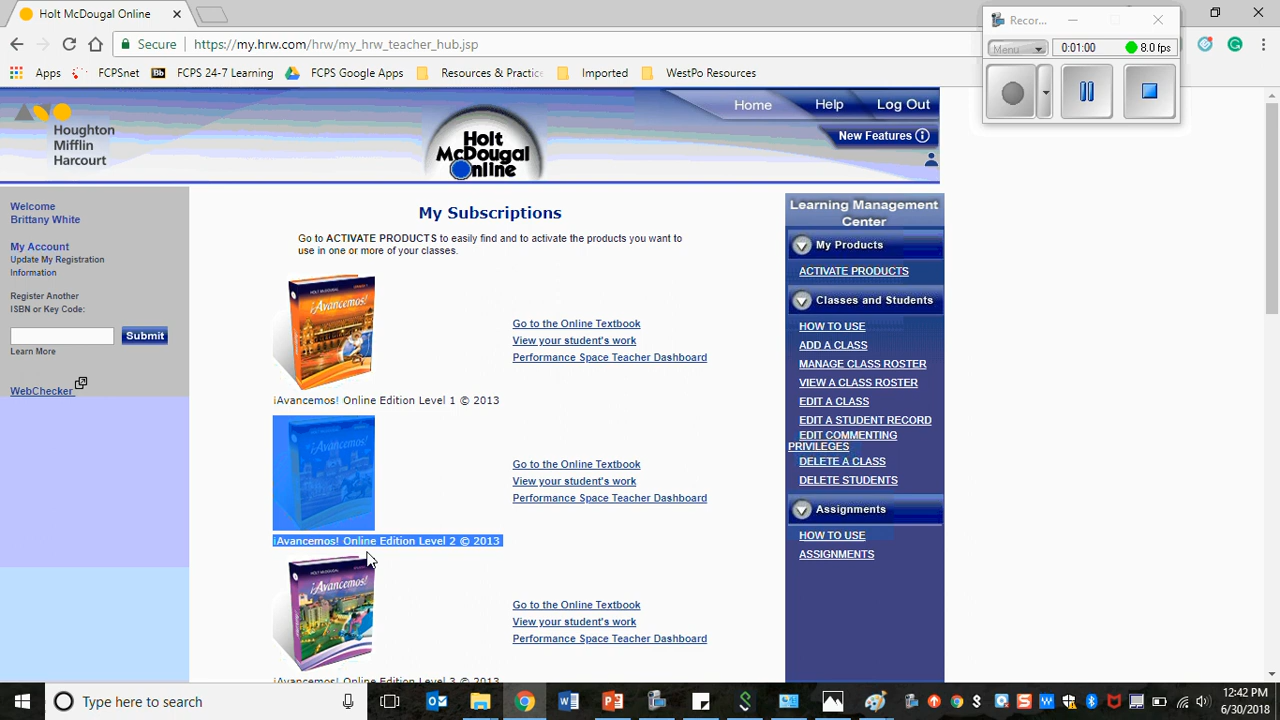 Holt McDougal Online
Recor...
Secure
https://my.hrw.com/hrw/my_hrw_teacher_hub.jsp
Menu
0:01:00
8.0 fps
Apps
FCPSnet
Bb
FCPS 24-7 Learning
FCPS Google Apps
Resources & Practic
Imported
WestPo Resources
Houghton
Mifflin
Harcourt
Holt
McDougal
Online
Home
Help
Log Out
New Features
Welcome
Brittany White
My Account
Update My Registration
Information
Register Another
ISBN or Key Code:
Submit
Learn More
WebChecker
My Subscriptions
Go to ACTIVATE PRODUCTS to easily find and to activate the products you want to
use in one or more of your classes.
¡Avancemos!
Go to the Online Textbook
View your student's work
Performance Space Teacher Dashboard
¡Avancemos! Online Edition Level 1 © 2013
Go to the Online Textbook
View your student's work
Performance Space Teacher Dashboard
¡Avancemos! Online Edition Level 2 © 2013
¡Avancemos!
Go to the Online Textbook
View your student's work
Performance Space Teacher Dashboard
¡Avancemos! Online Edition Level 3 © 2013
Learning Management
Center
My Products
ACTIVATE PRODUCTS
Classes and Students
HOW TO USE
ADD A CLASS
MANAGE CLASS ROSTER
VIEW A CLASS ROSTER
EDIT A CLASS
EDIT A STUDENT RECORD
EDIT COMMENTING
PRIVILEGES
DELETE A CLASS
DELETE STUDENTS
Assignments
HOW TO USE
ASSIGNMENTS
Type here to search
12:42 PM
6/30/2018